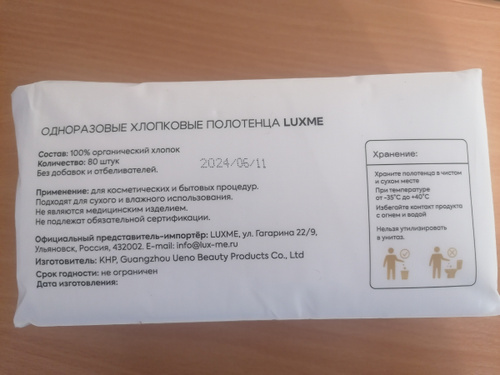 ОДНОРАЗОВЫЕ ХЛОПКОВЫЕ ПОЛОТЕНЦА LUXME
Состав: 100% органический хлопок
Количество: 80 штук
Без добавок и отбеливателей.
2024/06/11
Применение: для косметических и бытовых процедур.
Подходят для сухого и влажного использования.
Не являются медицинским изделием.
Не подлежат обязательной сертификации.
Официальный представитель-импортёр: LUXME, ул. Гагарина 22/9,
Ульяновск, Россия, 432002. E-mail: info@lux-me.ru
Изготовитель: КНР, Guangzhou Ueno Beauty Products Co., Ltd
Срок годности: не ограничен
Дата изготовления:
Хранение:
Храните полотенца в чистом
и сухом месте
При температуре
от -35°C до +40°C
Избегайте контакт продукта
с огнем и водой
Нельзя утилизировать
в унитаз.